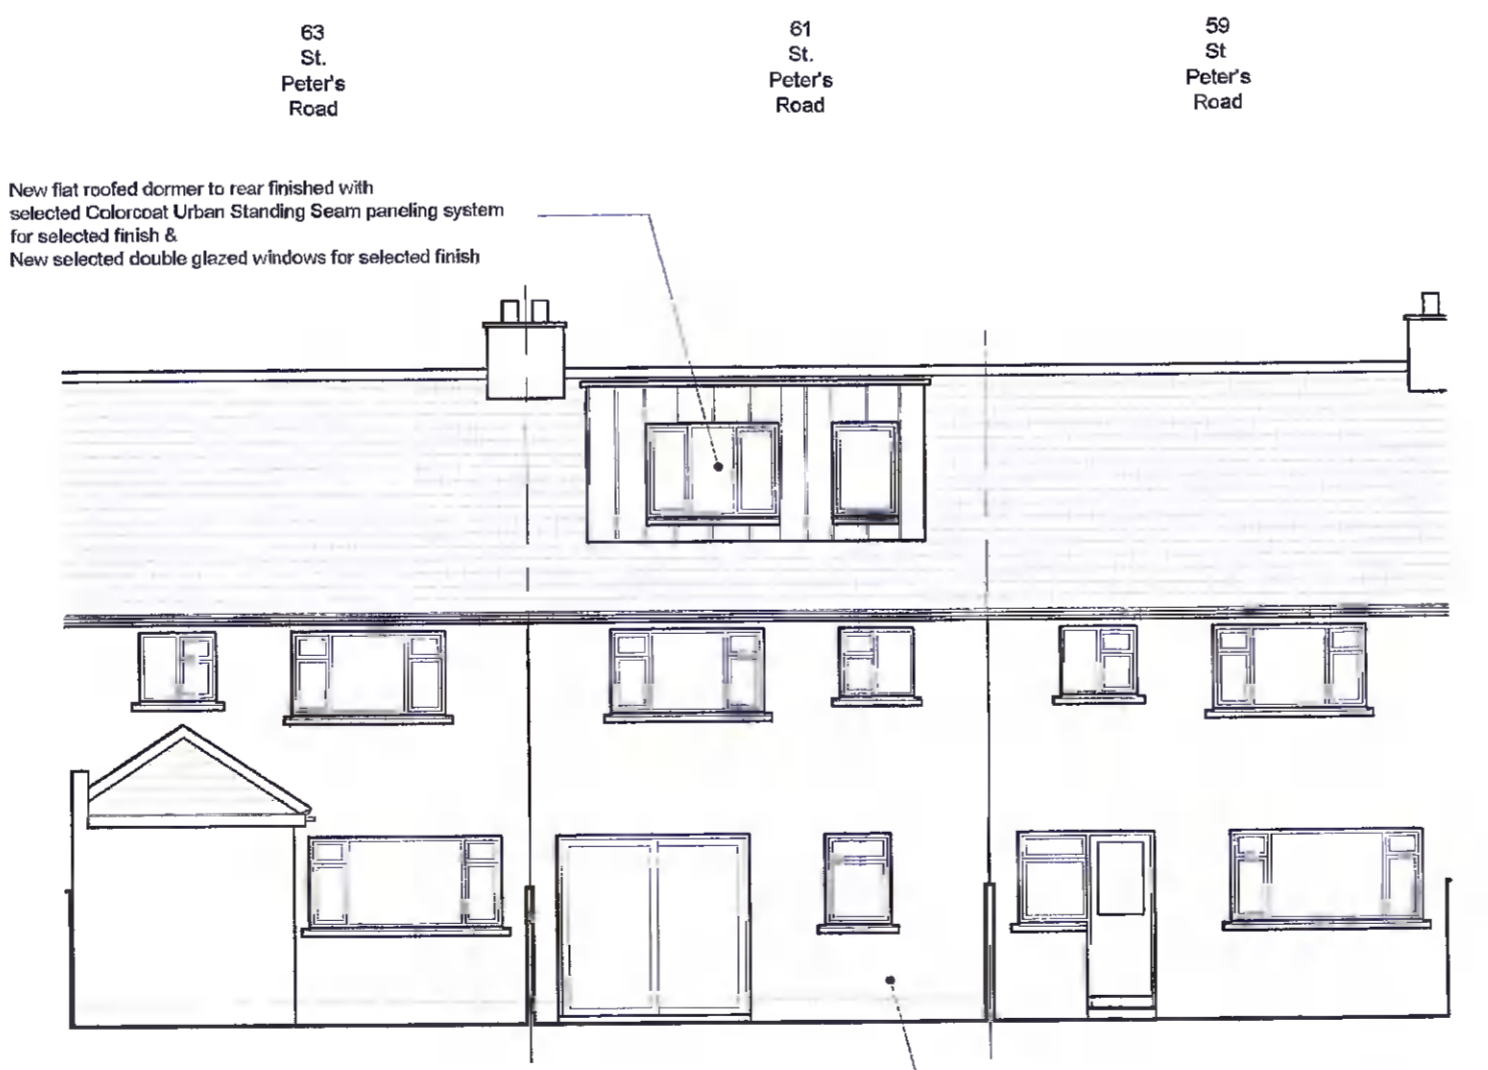 63
St.
Peter's
Road
61
St.
Peter's
Road
59
St
Peter's
Road
New flat roofed dormer to rear finished with
selected Colorcoat Urban Standing Seam paneling system
for selected finish &
New selected double glazed windows for selected finish